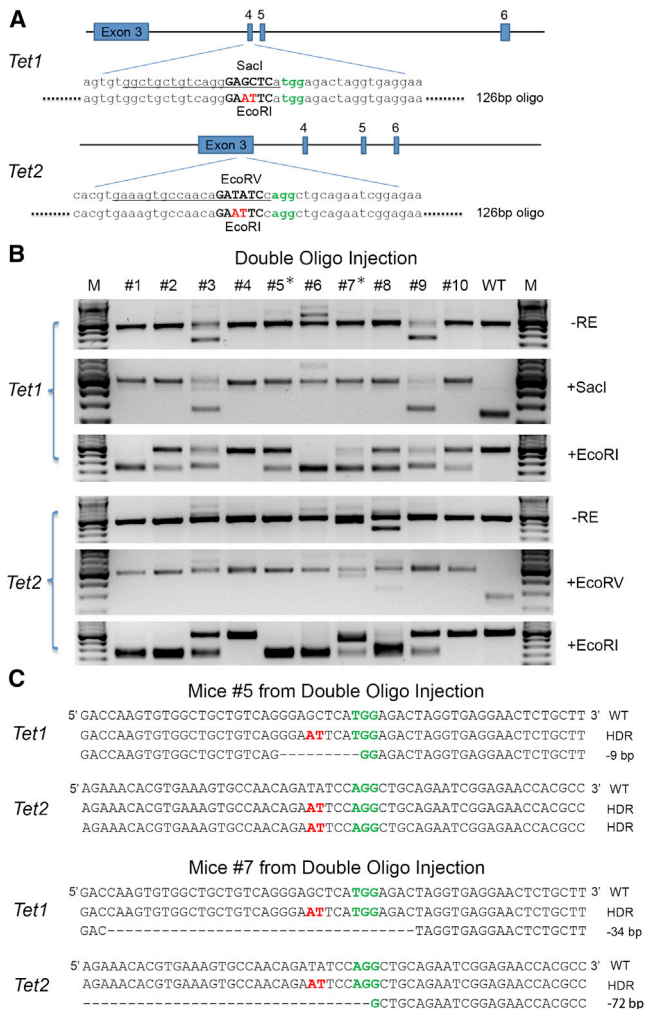 A
4 5 6
Exon 3
Tet1
SacI
agtgtggctgctgtcaggGAGCTCatggagactaggtgaggaa
agtgtggctgctgtcaggGAATTCatggagactaggtgaggaa 126bp oligo
EcoRI
4 5 6
Exon 3
Tet2
EcoRV
cacgtgaaagtgccaacaGATATCcaggctgcagaatcggagaa
cacgtgaaagtgccaacaGAATTCcaggctgcagaatcggagaa 126bp oligo
EcoRI
B
Double Oligo Injection
M #1 #2 #3 #4 #5* #6 #7* #8 #9 #10 WT M
-RE
Tet1
+SacI
+EcoRI
-RE
Tet2
+EcoRV
+EcoRI
C
Mice #5 from Double Oligo Injection
5' GACCAAGTGTGGCTGCTGTCAGGGAGCTCATGGAGACTAGGTGAGGAACTCTGCTT 3' WT
Tet1
GACCAAGTGTGGCTGCTGTCAGGGAATTCATGGAGACTAGGTGAGGAACTCTGCTT HDR
GACCAAGTGTGGCTGCTGTCAG---------GGAGACTAGGTGAGGAACTCTGCTT -9 bp
5' AGAAACACGTGAAAGTGCCAACAGATATCCAGGCTGCAGAATCGGAGAACCACGCC 3' WT
Tet2
AGAAACACGTGAAAGTGCCAACAGAATTCCAGGCTGCAGAATCGGAGAACCACGCC HDR
AGAAACACGTGAAAGTGCCAACAGAATTCCAGGCTGCAGAATCGGAGAACCACGCC HDR
Mice #7 from Double Oligo Injection
5' GACCAAGTGTGGCTGCTGTCAGGGAGCTCATGGAGACTAGGTGAGGAACTCTGCTT 3' WT
Tet1
GACCAAGTGTGGCTGCTGTCAGGGAATTCATGGAGACTAGGTGAGGAACTCTGCTT HDR
GAC----------------------------------TAGGTGAGGAACTCTGCTT -34 bp
5' AGAAACACGTGAAAGTGCCAACAGATATCCAGGCTGCAGAATCGGAGAACCACGCC 3' WT
Tet2
AGAAACACGTGAAAGTGCCAACAGAATTCCAGGCTGCAGAATCGGAGAACCACGCC HDR
--------------------------------GCTGCAGAATCGGAGAACCACGCC -72 bp